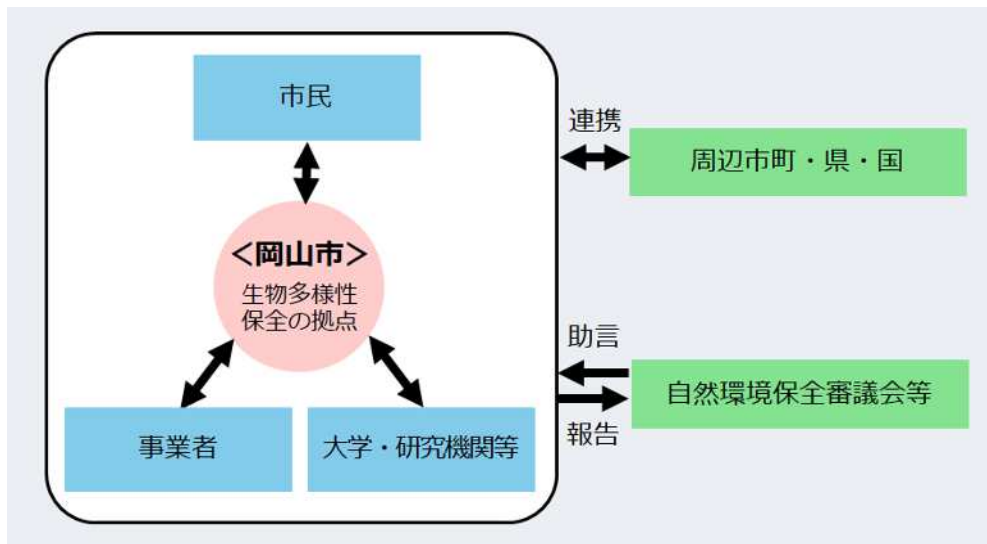 市民
連携
周辺市町・県・国
＜岡山市＞
生物多様性
保全の拠点
助言
自然環境保全審議会等
報告
事業者
大学・研究機関等